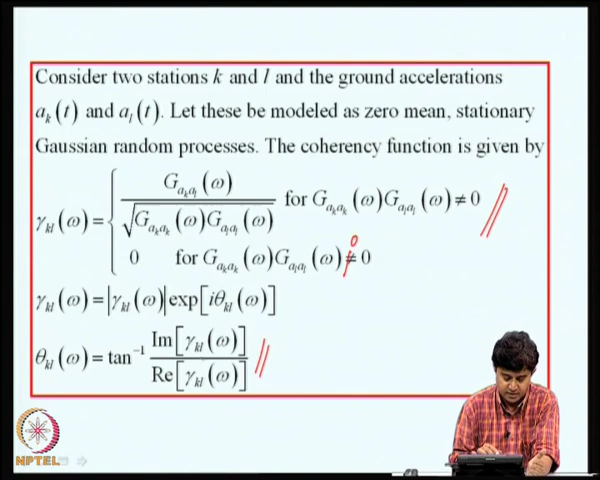 Consider two stations k and l and the ground accelerations
a_k(t) and a_l(t). Let these be modeled as zero mean, stationary
Gaussian random processes. The coherency function is given by
γ_kl(ω) = { G_{a_k a_l}(ω) / √(G_{a_k a_k}(ω)G_{a_l a_l}(ω)) for G_{a_k a_k}(ω)G_{a_l a_l}(ω) ≠ 0
0 for G_{a_k a_k}(ω)G_{a_l a_l}(ω) ≠ 0
γ_kl(ω) = |γ_kl(ω)| exp[iθ_kl(ω)]
θ_kl(ω) = tan⁻¹ Im[γ_kl(ω)] / Re[γ_kl(ω)]
NPTEL